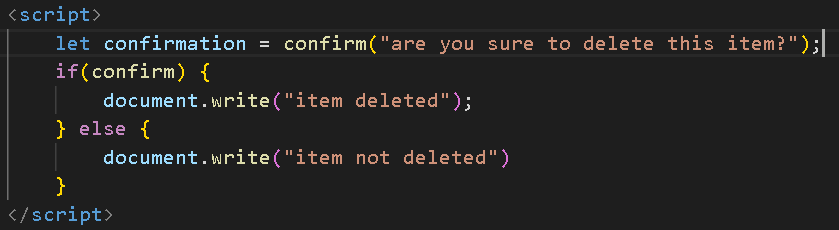 <script>
let confirmation = confirm("are you sure to delete this item?");
if(confirm) {
document.write("item deleted");
} else {
document.write("item not deleted")
}
</script>